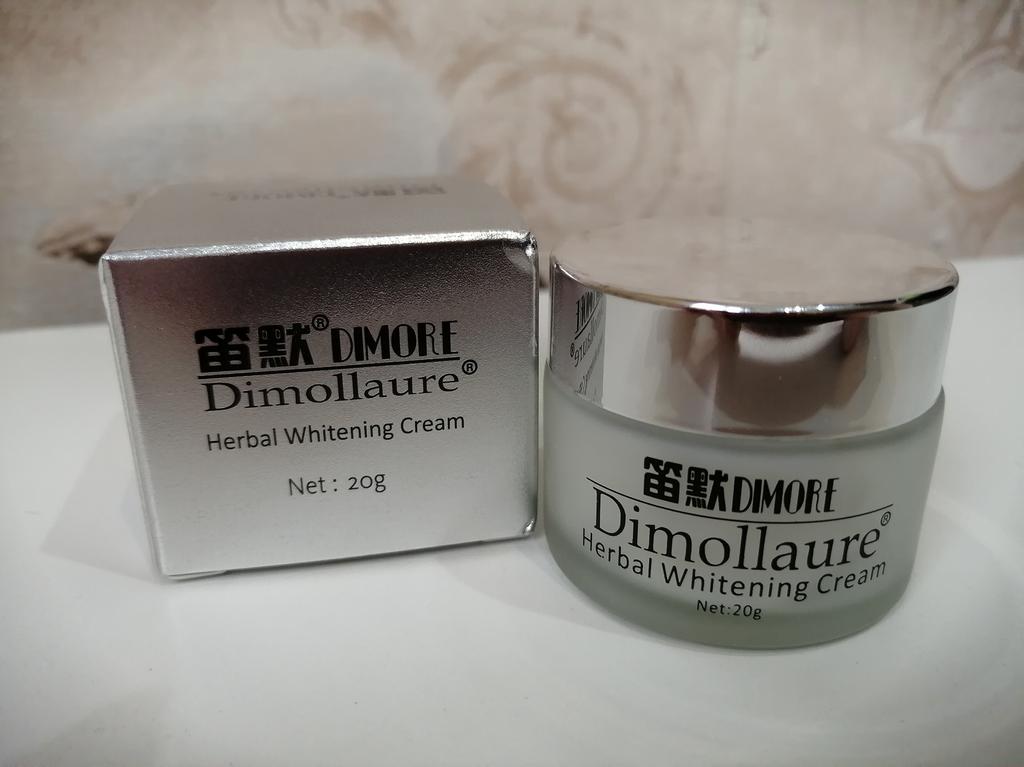 笛默® DIMORE
Dimollaure®
Herbal Whitening Cream
Net: 20g
笛默 DIMORE
Dimollaure®
Herbal Whitening Cream
Net:20g